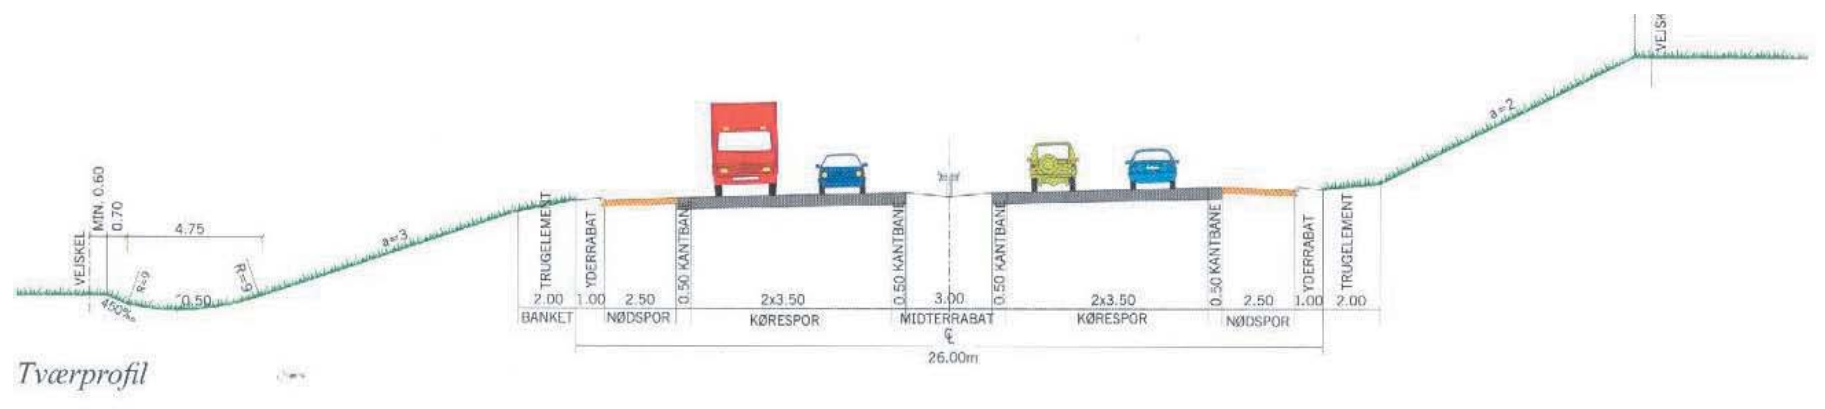 VEJSK
VEJSKEL
MIN. 0.60
0.70
4.75
R=9
R=9
450‰
0.50
a=3
a=2
TRUGELEMENT
YDERRABAT
0.50 KANTBANE
0.50 KANTBANE
0.50 KANTBANE
0.50 KANTBANE
YDERRABAT
TRUGELEMENT
2.00 1.00 2.50 2x3.50 3.00 2x3.50 2.50 1.00 2.00
BANKET NØDSPOR KØRESPOR MIDTERRABAT KØRESPOR NØDSPOR
℄
26.00m
Tværprofil